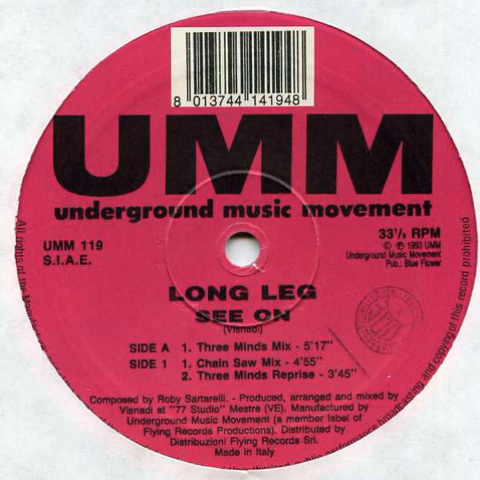 8 013744 141948
UMM
underground music movement
UMM 119
S.I.A.E.
33⅓ RPM
© ℗ 1993 UMM
Underground Music Movement
Pub.: Blue Flower
LONG LEG
SEE ON
(Visnadi)
SIDE A 1. Three Minds Mix - 5'17"
SIDE 1 1. Chain Saw Mix - 4'55"
2. Three Minds Reprise - 3'45"
Composed by Roby Sartarelli. - Produced, arranged and mixed by
Visnadi at "77 Studio" Mestre (VE). Manufactured by
Underground Music Movement (a member label of
Flying Records Productions). Distributed by
Distribuzioni Flying Records Srl.
Made in Italy
All rights of the
performance broadcasting and copying of this record prohibited